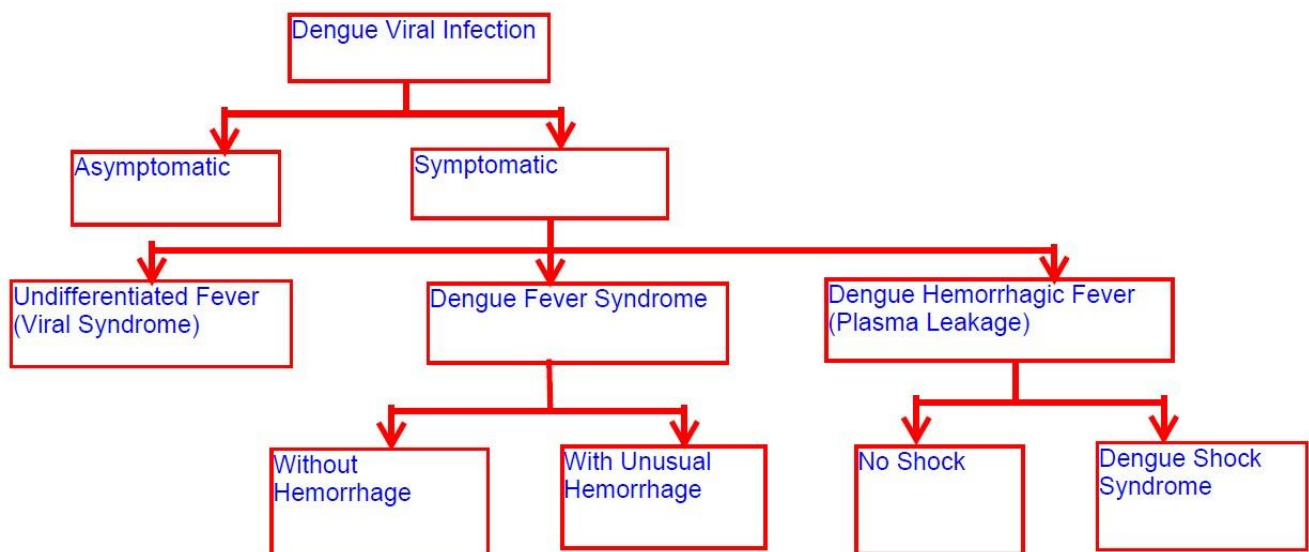 Dengue Viral Infection
Asymptomatic
Symptomatic
Undifferentiated Fever
(Viral Syndrome)
Dengue Fever Syndrome
Dengue Hemorrhagic Fever
(Plasma Leakage)
Without
Hemorrhage
With Unusual
Hemorrhage
No Shock
Dengue Shock
Syndrome